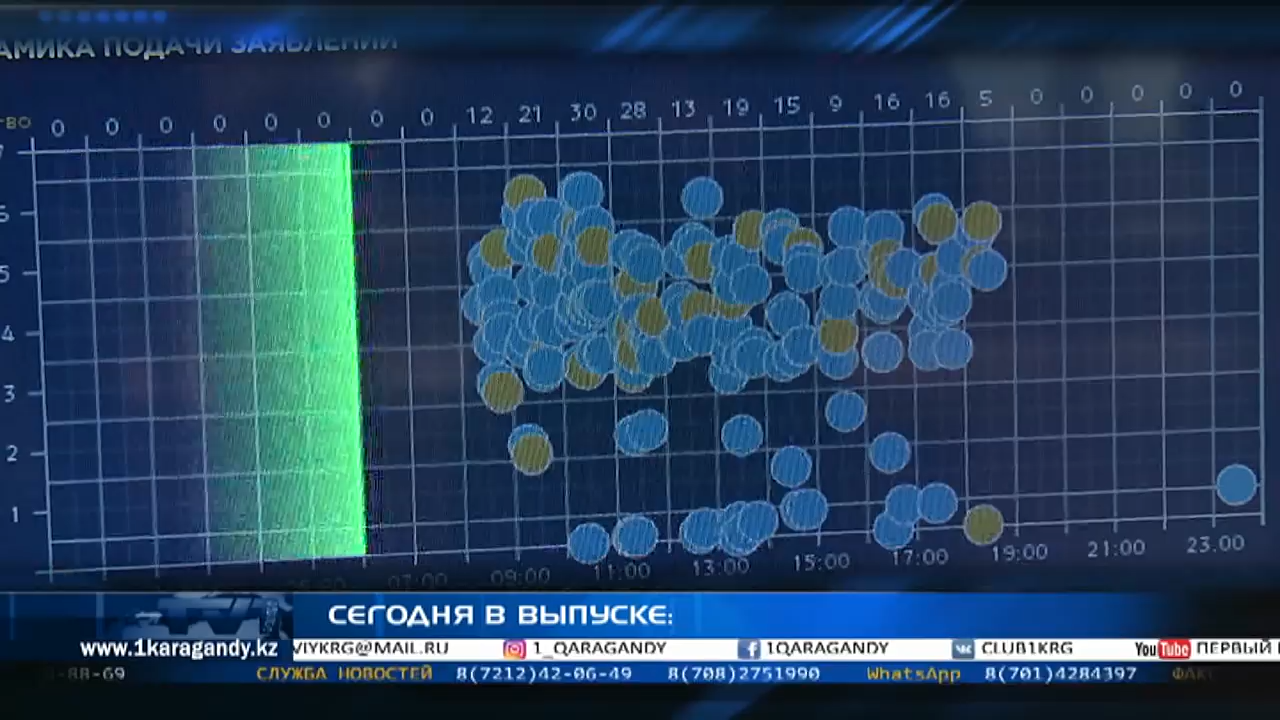 АМИКА ПОДАЧИ ЗАЯВЛЕНИЙ
ТВО 0 0 0 0 0 0 0 0 12 21 30 28 13 19 15 9 16 16 5 0 0 0 0 0
7
6
5
4
3
2
1
07:00 09:00 11:00 13:00 15:00 17:00 19:00 21:00 23:00
СЕГОДНЯ В ВЫПУСКЕ:
www.1karagandy.kz VIYKRG@MAIL.RU 1_QARAGANDY 1QARAGANDY CLUB1KRG You Tube ПЕРВЫЙ
-88-69 СЛУЖБА НОВОСТЕЙ 8(7212)42-06-49 8(708)2751990 WhatsApp 8(701)4284397 ФАКС